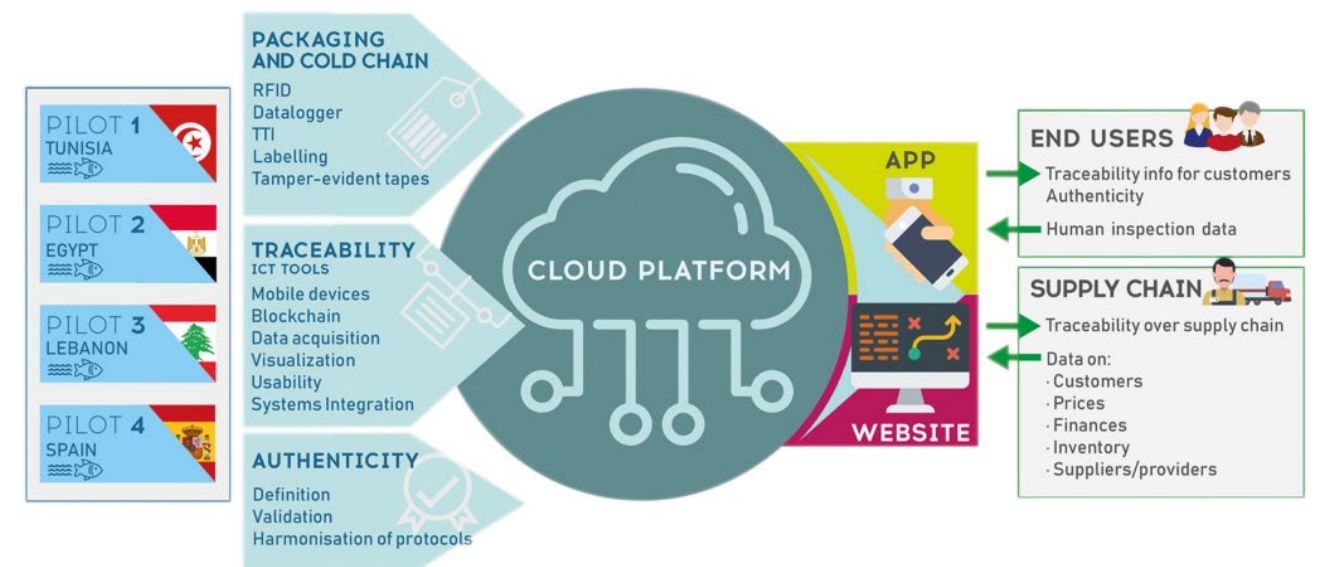 PILOT 1
TUNISIA
PILOT 2
EGYPT
PILOT 3
LEBANON
PILOT 4
SPAIN
PACKAGING
AND COLD CHAIN
RFID
Datalogger
TTI
Labelling
Tamper-evident tapes
TRACEABILITY
ICT TOOLS
Mobile devices
Blockchain
Data acquisition
Visualization
Usability
Systems Integration
AUTHENTICITY
Definition
Validation
Harmonisation of protocols
CLOUD PLATFORM
APP
WEBSITE
END USERS
Traceability info for customers
Authenticity
Human inspection data
SUPPLY CHAIN
Traceability over supply chain
Data on:
· Customers
· Prices
· Finances
· Inventory
· Suppliers/providers